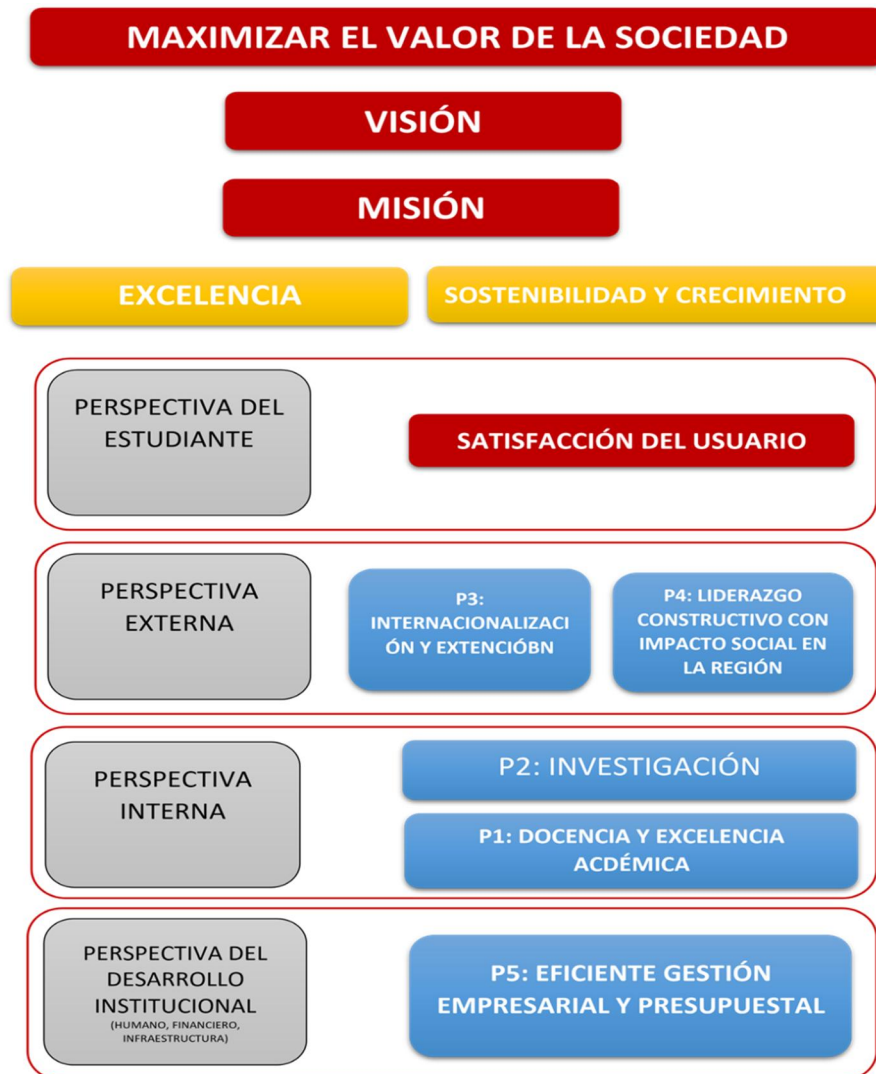 MAXIMIZAR EL VALOR DE LA SOCIEDAD
VISIÓN
MISIÓN
EXCELENCIA
SOSTENIBILIDAD Y CRECIMIENTO
PERSPECTIVA DEL
ESTUDIANTE
SATISFACCIÓN DEL USUARIO
PERSPECTIVA
EXTERNA
P3:
INTERNACIONALIZACI
ÓN Y EXTENCIÓBN
P4: LIDERAZGO
CONSTRUCTIVO CON
IMPACTO SOCIAL EN
LA REGIÓN
PERSPECTIVA
INTERNA
P2: INVESTIGACIÓN
P1: DOCENCIA Y EXCELENCIA
ACDÉMICA
PERSPECTIVA DEL
DESARROLLO
INSTITUCIONAL
(HUMANO, FINANCIERO,
INFRAESTRUCTURA)
P5: EFICIENTE GESTIÓN
EMPRESARIAL Y PRESUPUESTAL